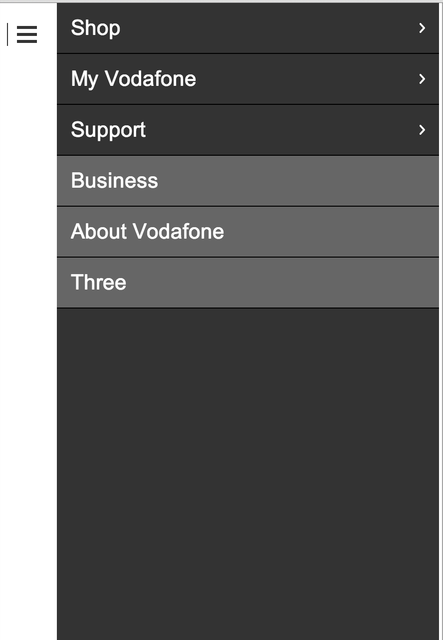 Shop
My Vodafone
Support
Business
About Vodafone
Three